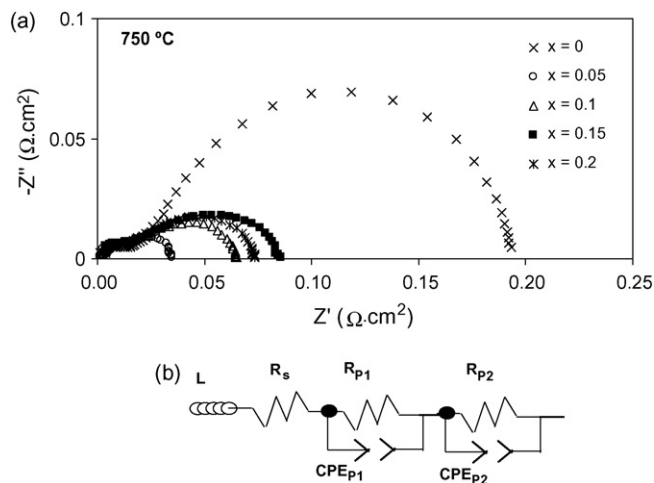 (a)
0.1
750 ºC
× x = 0
○ x = 0.05
△ x = 0.1
■ x = 0.15
✳ x = 0.2
-Z'' (Ω.cm²)
0.05
0
0.00 0.05 0.10 0.15 0.20 0.25
Z' (Ω.cm²)
(b)
L
Rs
RP1
RP2
CPEP1
CPEP2